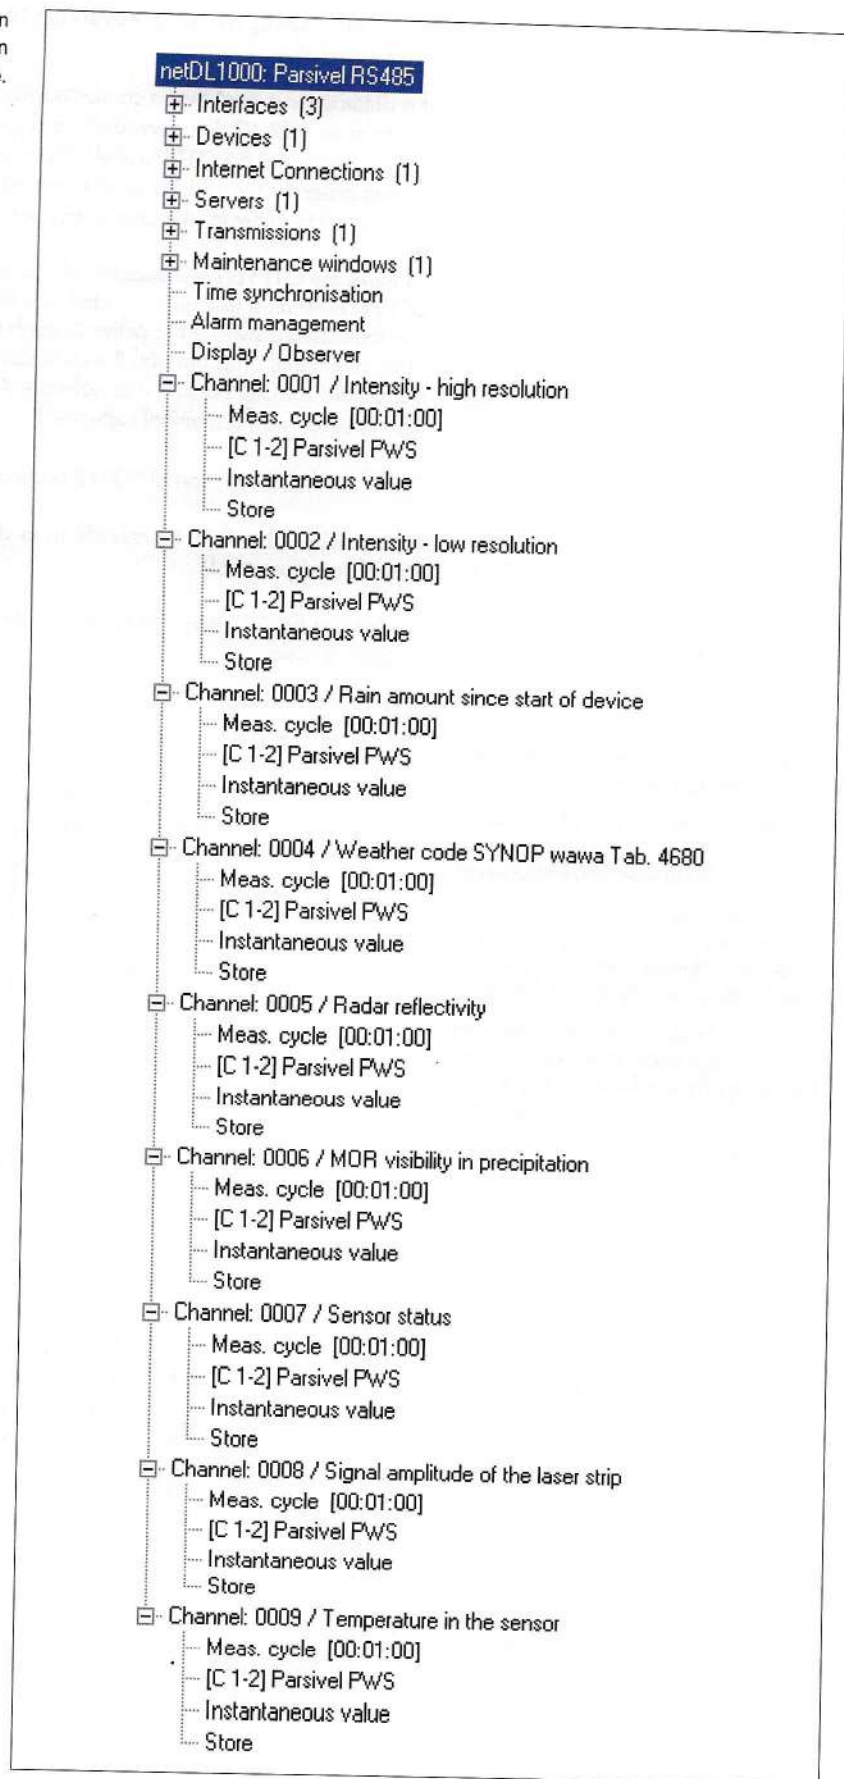 n
n
.
netDL1000: Parsivel RS485
Interfaces (3)
Devices (1)
Internet Connections (1)
Servers (1)
Transmissions (1)
Maintenance windows (1)
Time synchronisation
Alarm management
Display / Observer
Channel: 0001 / Intensity - high resolution
Meas. cycle [00:01:00]
[C 1-2] Parsivel PWS
Instantaneous value
Store
Channel: 0002 / Intensity - low resolution
Meas. cycle [00:01:00]
[C 1-2] Parsivel PWS
Instantaneous value
Store
Channel: 0003 / Rain amount since start of device
Meas. cycle [00:01:00]
[C 1-2] Parsivel PWS
Instantaneous value
Store
Channel: 0004 / Weather code SYNOP wawa Tab. 4680
Meas. cycle [00:01:00]
[C 1-2] Parsivel PWS
Instantaneous value
Store
Channel: 0005 / Radar reflectivity
Meas. cycle [00:01:00]
[C 1-2] Parsivel PWS
Instantaneous value
Store
Channel: 0006 / MOR visibility in precipitation
Meas. cycle [00:01:00]
[C 1-2] Parsivel PWS
Instantaneous value
Store
Channel: 0007 / Sensor status
Meas. cycle [00:01:00]
[C 1-2] Parsivel PWS
Instantaneous value
Store
Channel: 0008 / Signal amplitude of the laser strip
Meas. cycle [00:01:00]
[C 1-2] Parsivel PWS
Instantaneous value
Store
Channel: 0009 / Temperature in the sensor
Meas. cycle [00:01:00]
[C 1-2] Parsivel PWS
Instantaneous value
Store